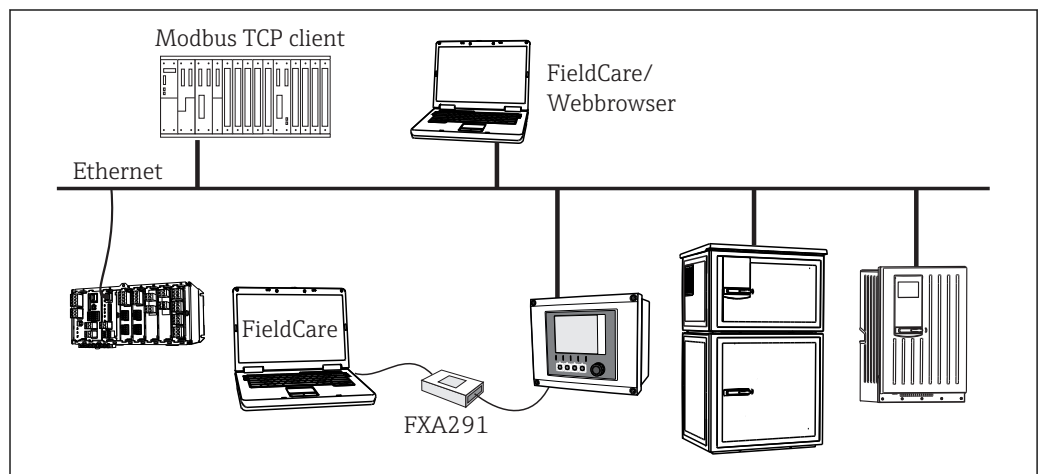 Modbus TCP client
FieldCare/
Webbrowser
Ethernet
FieldCare
FXA291